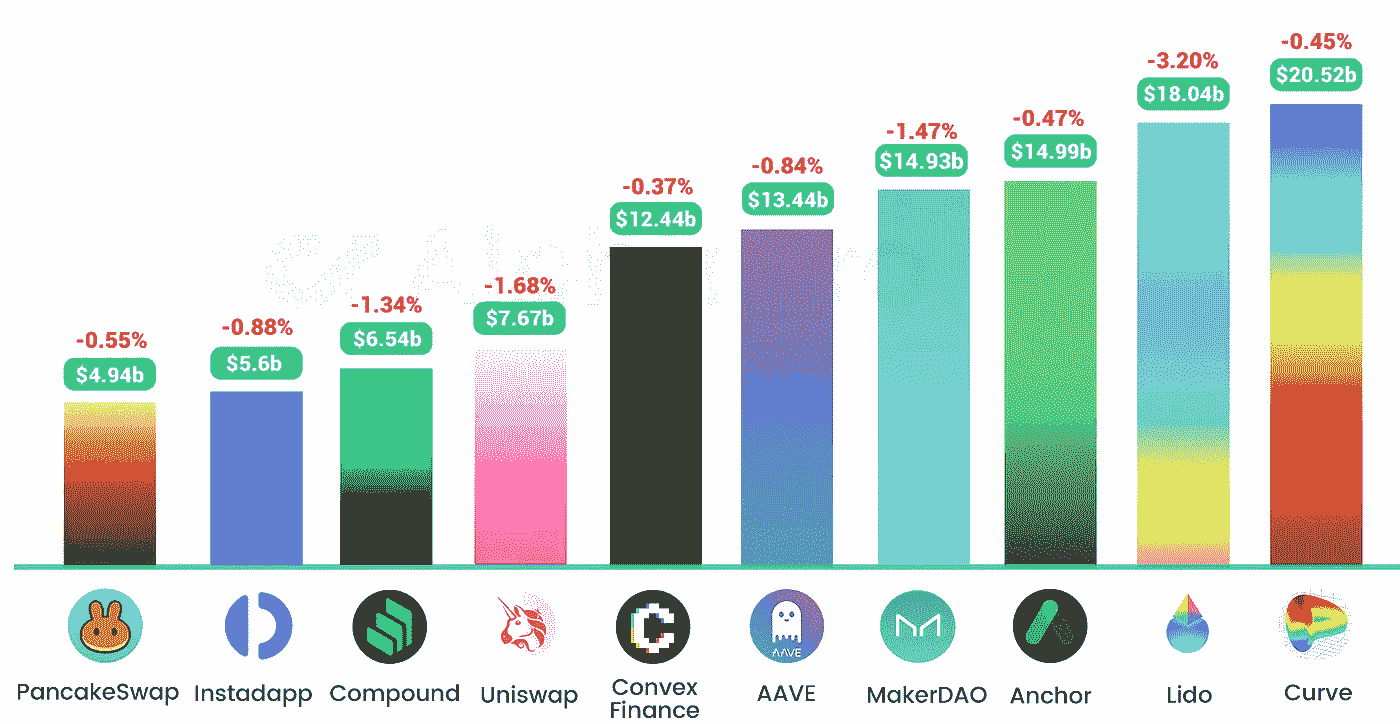 -0.55%
$4.94b
-0.88%
$5.6b
-1.34%
$6.54b
-1.68%
$7.67b
-0.37%
$12.44b
-0.84%
$13.44b
-1.47%
$14.93b
-0.47%
$14.99b
-3.20%
$18.04b
-0.45%
$20.52b
AAVE
PancakeSwap
Instadapp
Compound
Uniswap
Convex
Finance
AAVE
MakerDAO
Anchor
Lido
Curve